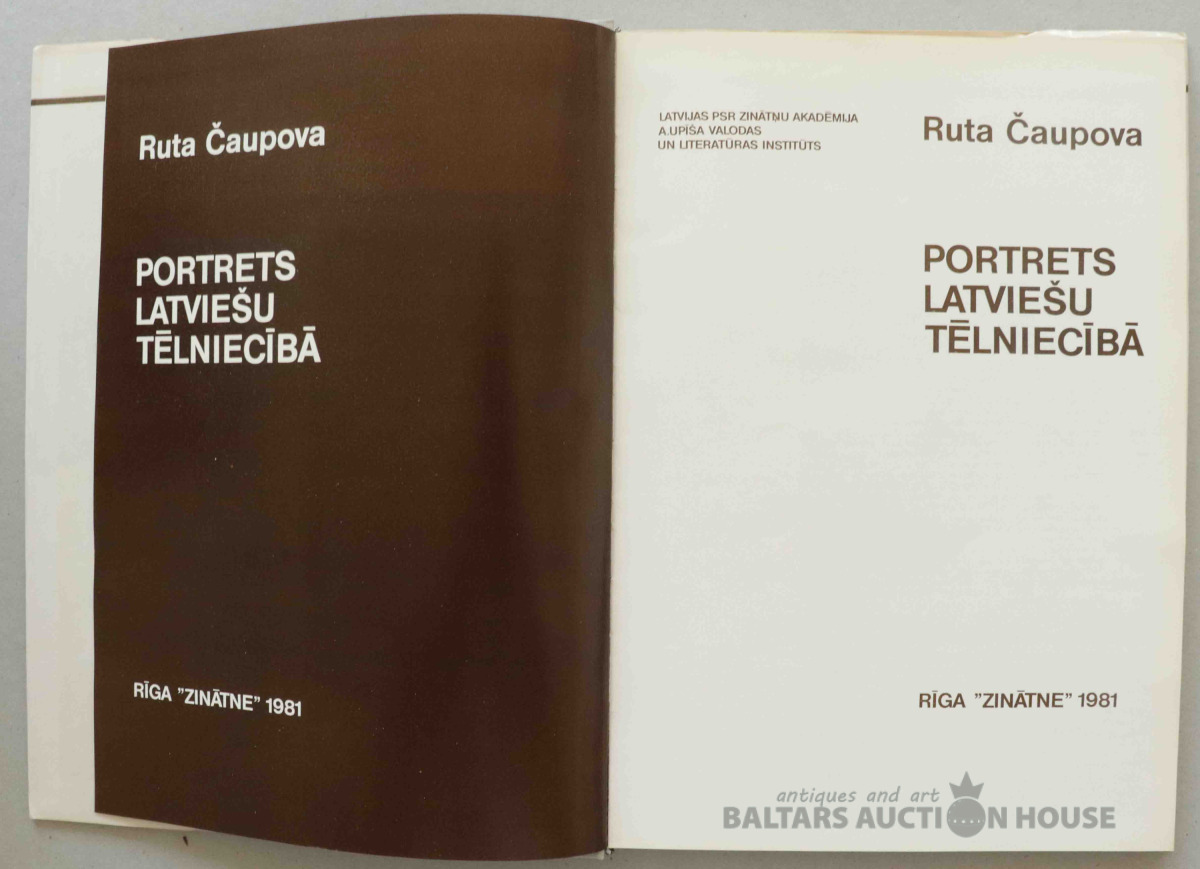 Ruta Čaupova
PORTRETS
LATVIEŠU
TĒLNIECĪBĀ
RĪGA ”ZINĀTNE” 1981
LATVIJAS PSR ZINĀTŅU AKADĒMIJA
A.UPĪŠA VALODAS
UN LITERATŪRAS INSTITŪTS
Ruta Čaupova
PORTRETS
LATVIEŠU
TĒLNIECĪBĀ
RĪGA ”ZINĀTNE” 1981
antiques and art
BALTARS AUCTION HOUSE